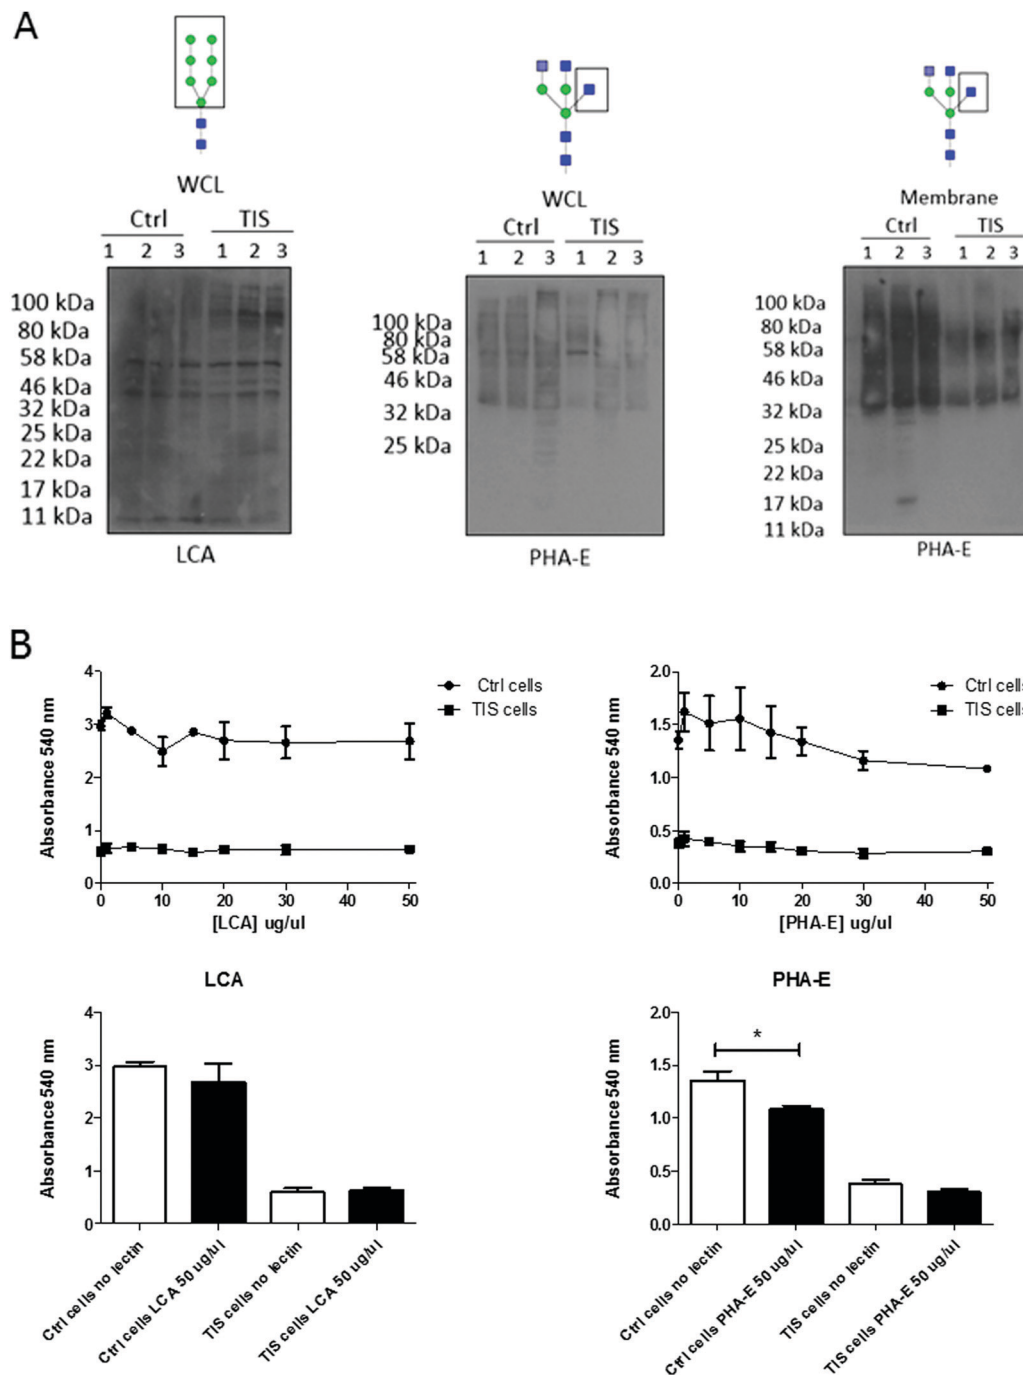 A
WCL
Ctrl TIS
1 2 3 1 2 3
100 kDa
80 kDa
58 kDa
46 kDa
32 kDa
25 kDa
22 kDa
17 kDa
11 kDa
LCA
WCL
Ctrl TIS
1 2 3 1 2 3
100 kDa
80 kDa
58 kDa
46 kDa
32 kDa
25 kDa
PHA-E
Membrane
Ctrl TIS
1 2 3 1 2 3
100 kDa
80 kDa
58 kDa
46 kDa
32 kDa
25 kDa
22 kDa
17 kDa
11 kDa
PHA-E
B
Absorbance 540 nm
4
3
2
1
0
0 10 20 30 40 50
[LCA] ug/ul
Ctrl cells
TIS cells
Absorbance 540 nm
2.0
1.5
1.0
0.5
0.0
0 10 20 30 40 50
[PHA-E] ug/ul
Ctrl cells
TIS cells
LCA
Absorbance 540 nm
4
3
2
1
0
Ctrl cells no lectin
Ctrl cells LCA 50 ug/ul
TIS cells no lectin
TIS cells LCA 50 ug/ul
PHA-E
Absorbance 540 nm
2.0
1.5
1.0
0.5
0.0
*
Ctrl cells no lectin
Ctrl cells PHA-E 50 ug/ul
TIS cells no lectin
TIS cells PHA-E 50 ug/ul